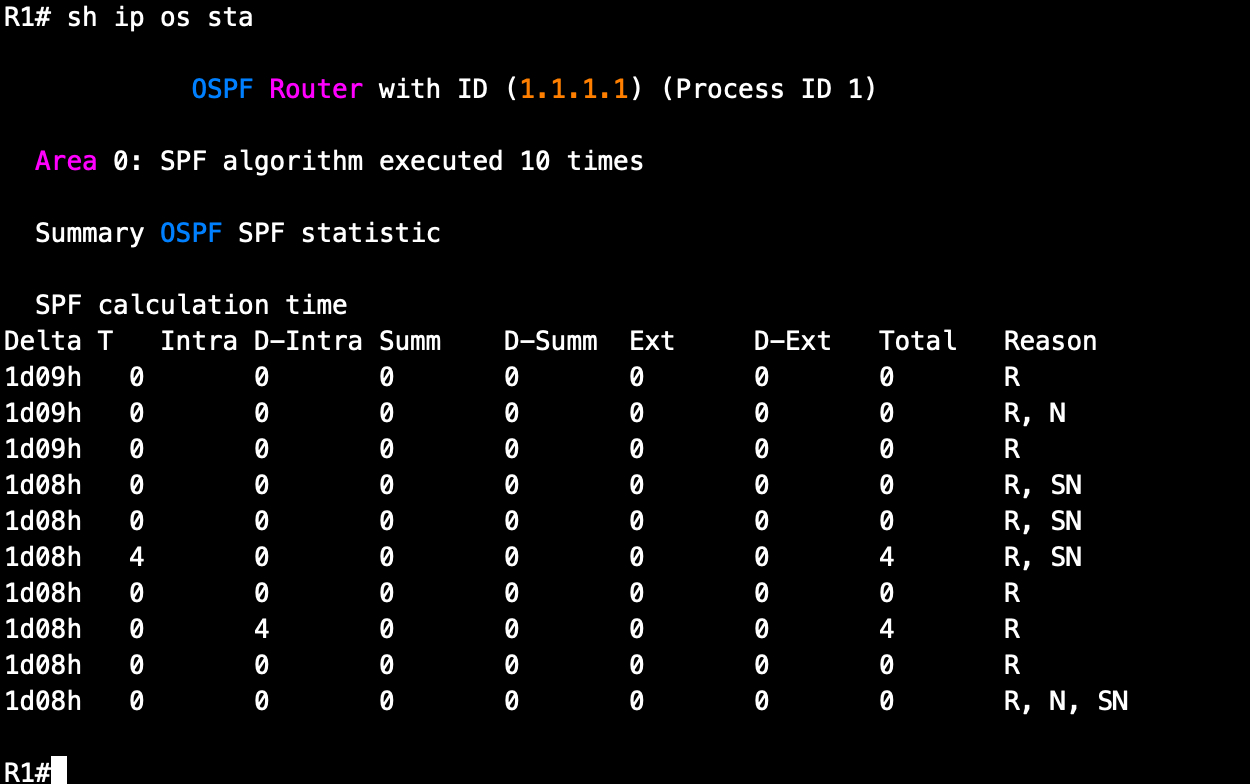 R1# sh ip os sta
OSPF Router with ID (1.1.1.1) (Process ID 1)
Area 0: SPF algorithm executed 10 times
Summary OSPF SPF statistic
SPF calculation time
Delta T   Intra D-Intra Summ    D-Summ  Ext     D-Ext   Total   Reason
1d09h   0       0       0       0       0       0       0       R
1d09h   0       0       0       0       0       0       0       R, N
1d09h   0       0       0       0       0       0       0       R
1d08h   0       0       0       0       0       0       0       R, SN
1d08h   0       0       0       0       0       0       0       R, SN
1d08h   4       0       0       0       0       0       4       R, SN
1d08h   0       0       0       0       0       0       0       R
1d08h   0       4       0       0       0       0       4       R
1d08h   0       0       0       0       0       0       0       R
1d08h   0       0       0       0       0       0       0       R, N, SN
R1#